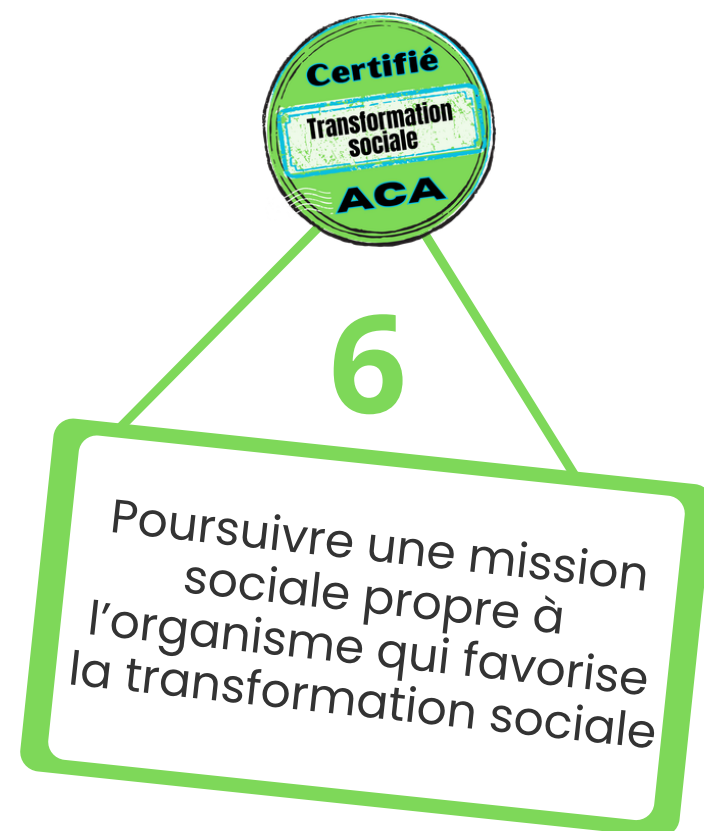 Certifié
Transformation
sociale
ACA
6
Poursuivre une mission
sociale propre à
l’organisme qui favorise
la transformation sociale